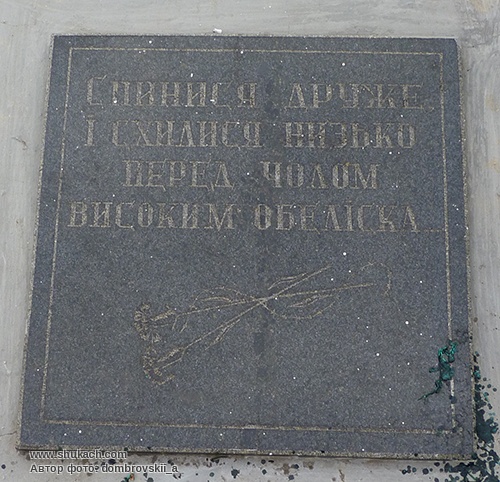 Спинися друже
і схилися низько
перед чолом
високим обеліска
www.shukach.com
Автор фото: dombrovskii_a